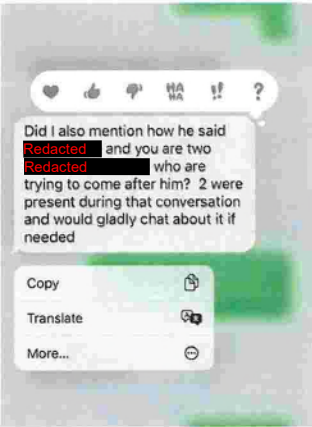 HA
HA
!!
?
Did I also mention how he said
Redacted and you are two
Redacted who are
trying to come after him? 2 were
present during that conversation
and would gladly chat about it if
needed
Copy
Translate
More...